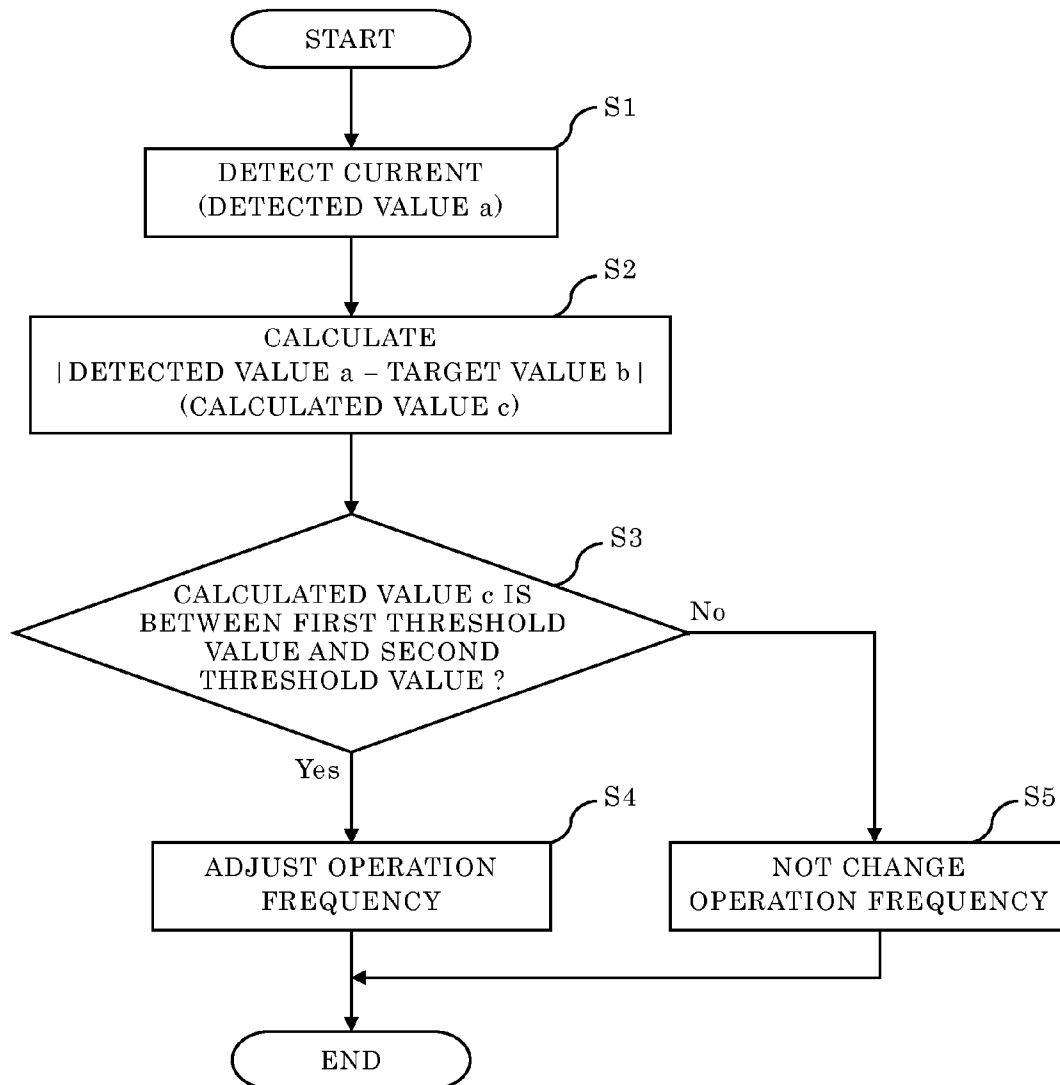 START
S1
DETECT CURRENT
(DETECTED VALUE a)
S2
CALCULATE
|DETECTED VALUE a – TARGET VALUE b|
(CALCULATED VALUE c)
S3
CALCULATED VALUE c IS
BETWEEN FIRST THRESHOLD
VALUE AND SECOND
THRESHOLD VALUE ?
No
Yes
S4
ADJUST OPERATION
FREQUENCY
S5
NOT CHANGE
OPERATION FREQUENCY
END